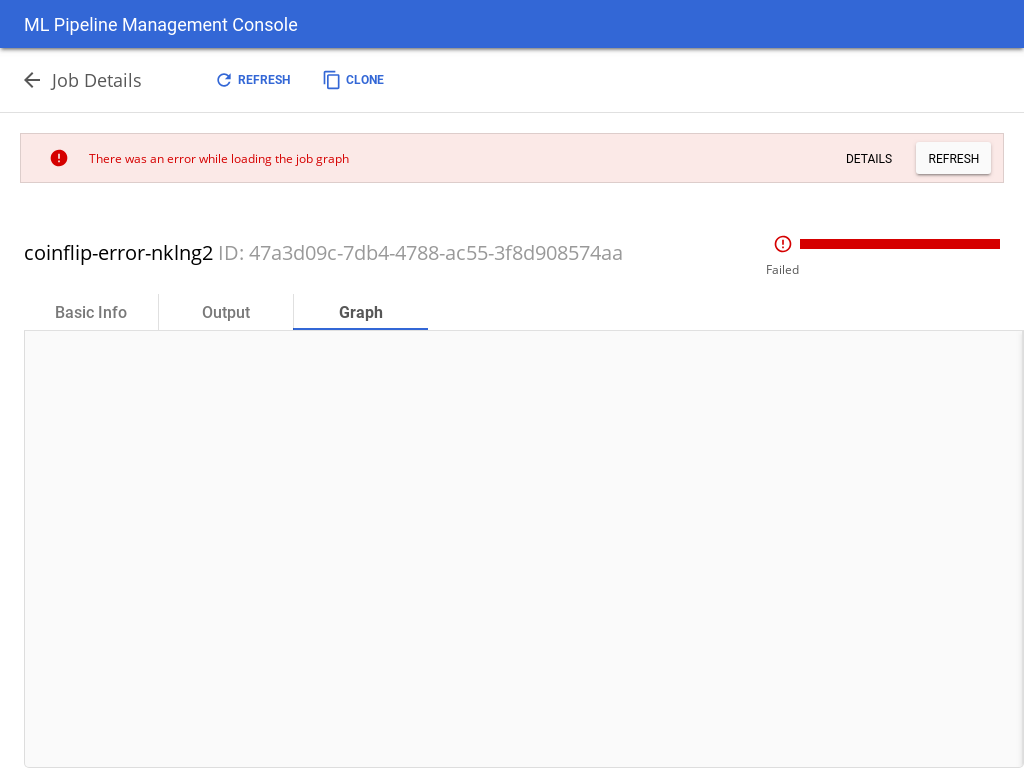 ML Pipeline Management Console
Job Details
REFRESH
CLONE
There was an error while loading the job graph
DETAILS
REFRESH
coinflip-error-nklng2 ID: 47a3d09c-7db4-4788-ac55-3f8d908574aa
Failed
Basic Info
Output
Graph